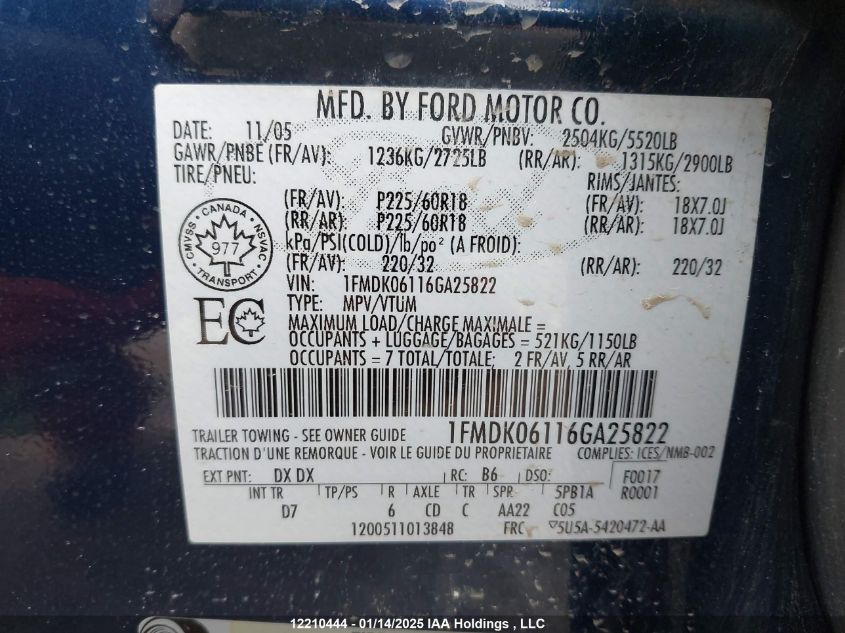 MFD. BY FORD MOTOR CO.
DATE: 11/05 GVWR/PNBV: 2504KG/5520LB
GAWR/PNBE (FR/AV): 1236KG/2725LB (RR/AR): 1315KG/2900LB
TIRE/PNEU: RIMS/JANTES:
(FR/AV): P225/60R18 (FR/AV): 18X7.0J
(RR/AR): P225/60R18 (RR/AR): 18X7.0J
kPa/PSI(COLD)/lb/po² (A FROID):
(FR/AV): 220/32 (RR/AR): 220/32
CANADA
CMVSS NSVAC
977
TRANSPORT
VIN: 1FMDK06116GA25822
TYPE: MPV/VTUM
EC
MAXIMUM LOAD/CHARGE MAXIMALE =
OCCUPANTS + LUGGAGE/BAGAGES = 521KG/1150LB
OCCUPANTS = 7 TOTAL/TOTALE; 2 FR/AV, 5 RR/AR
1FMDK06116GA25822
TRAILER TOWING - SEE OWNER GUIDE
TRACTION D'UNE REMORQUE - VOIR LE GUIDE DU PROPRIETAIRE COMPLIES: ICES/NMB-002
EXT PNT: DX DX RC: B6 DSO: F0017
INT TR TP/PS R AXLE TR SPR 5PB1A R0001
D7 6 CD C AA22 C05
1200511013848 FRC ▽5U5A-5420472-AA
12210444 - 01/14/2025 IAA Holdings , LLC